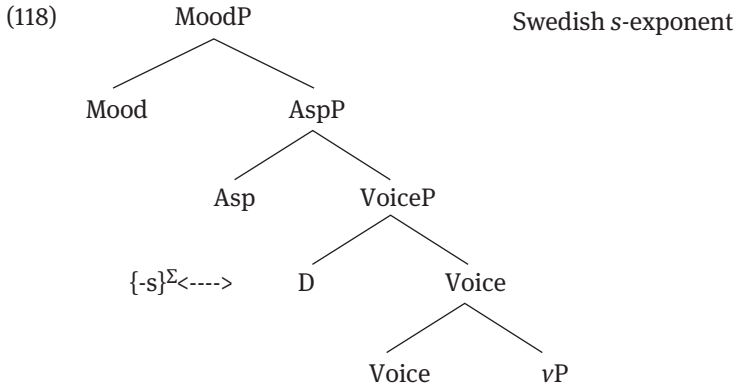 (118) MoodP Swedish s-exponent
Mood AspP
Asp VoiceP
{-s}Σ<----> D Voice
Voice vP